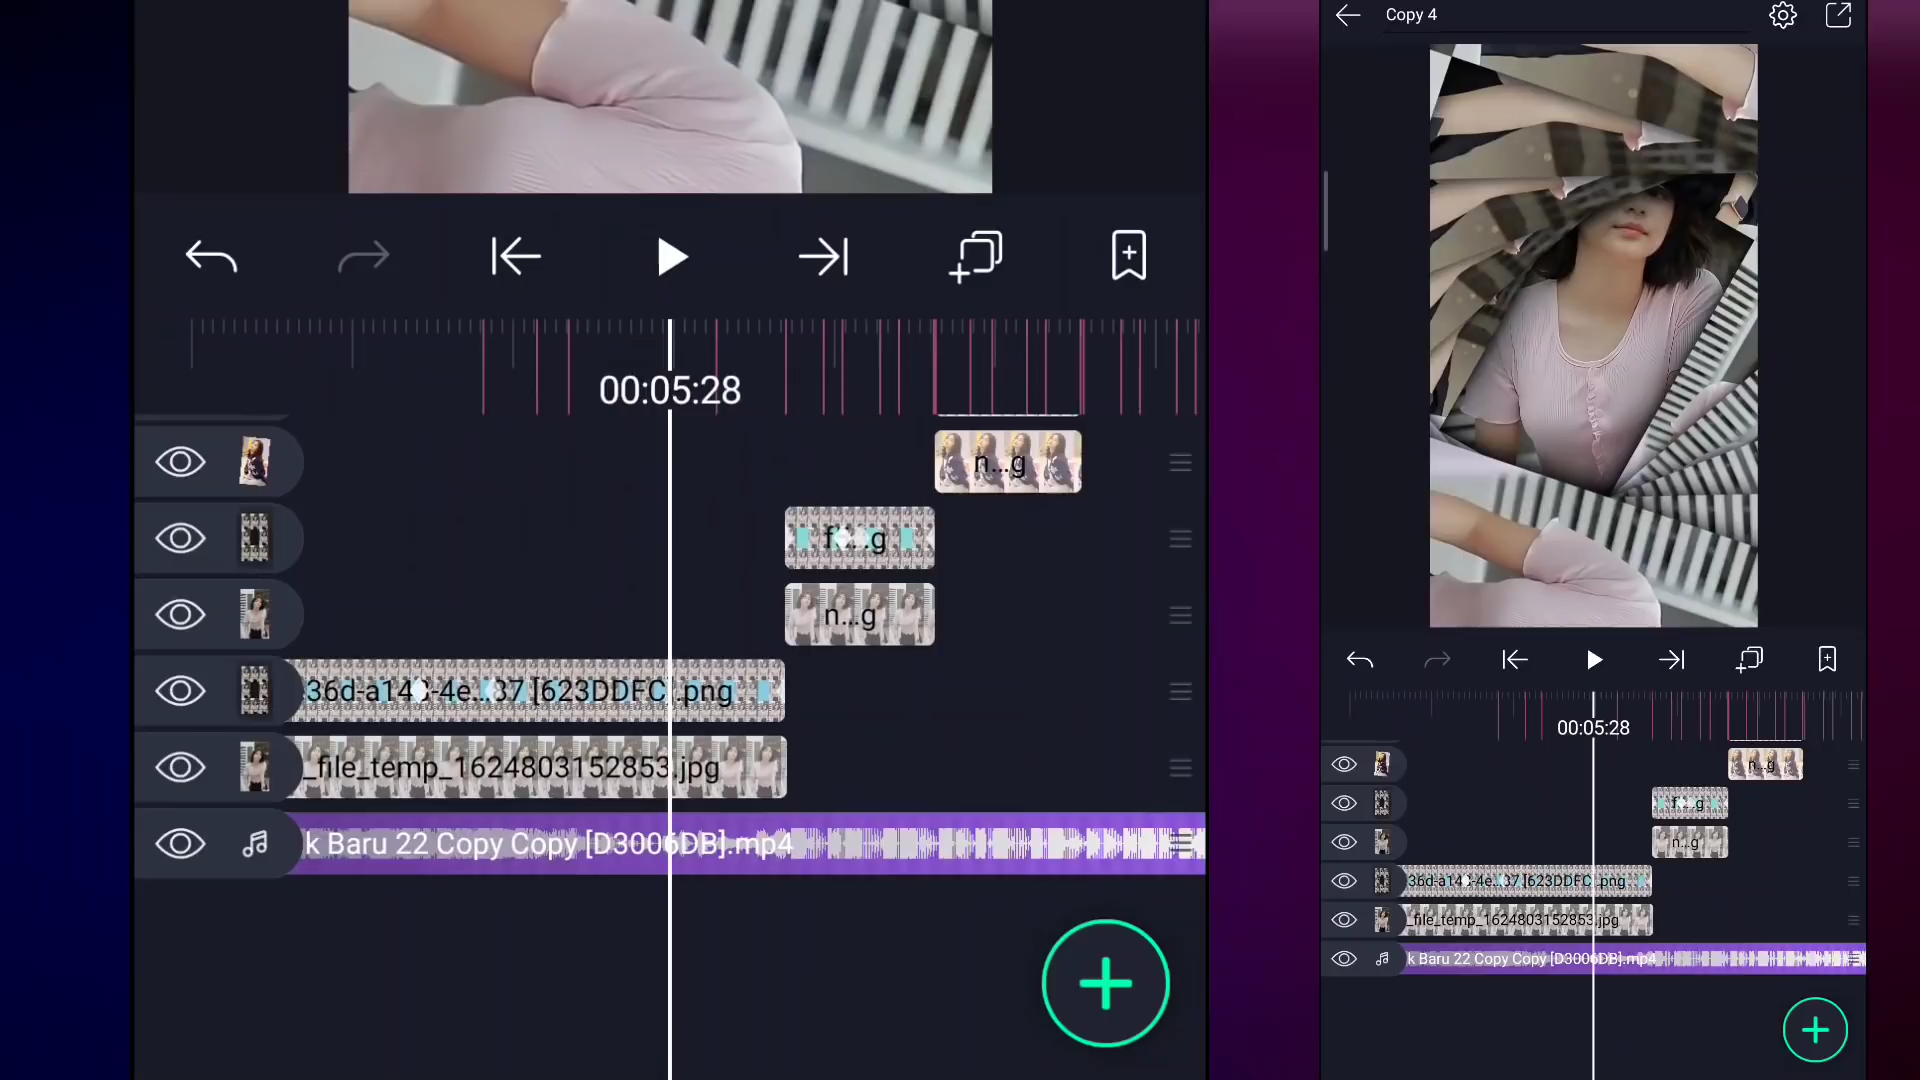 00:05:28
n...g
n...g
36d-a14
-4e...37 [623DDFC
.png
_file_temp_1624803152853.jpg
k Baru 22 Copy Copy [D3006DB].mp4
Copy 4
00:05:28
n...g
n...g
36d-a14
-4e...37 [623DDFC
.png
_file_temp_1624803152853.jpg
k Baru 22 Copy Copy [D3006DB].mp4